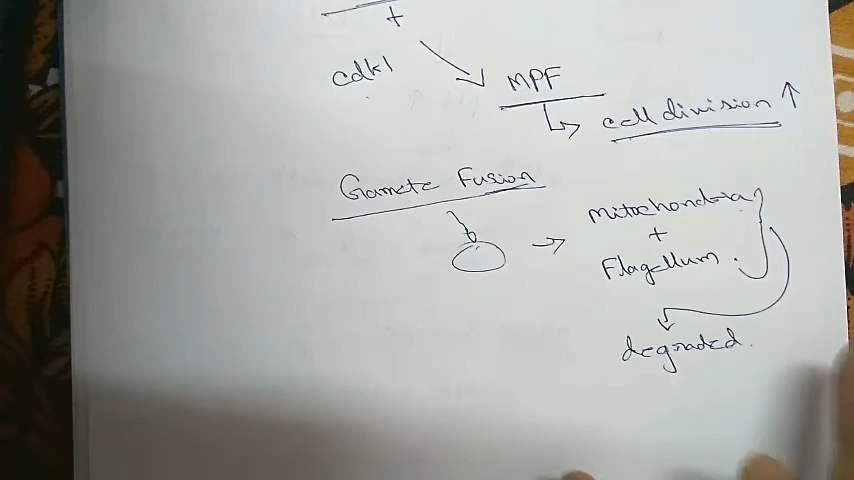 +
cdk1
MPF
cell division ↑
Gamete Fusion
→ Mitochondria
+
Flagellum.
degraded.